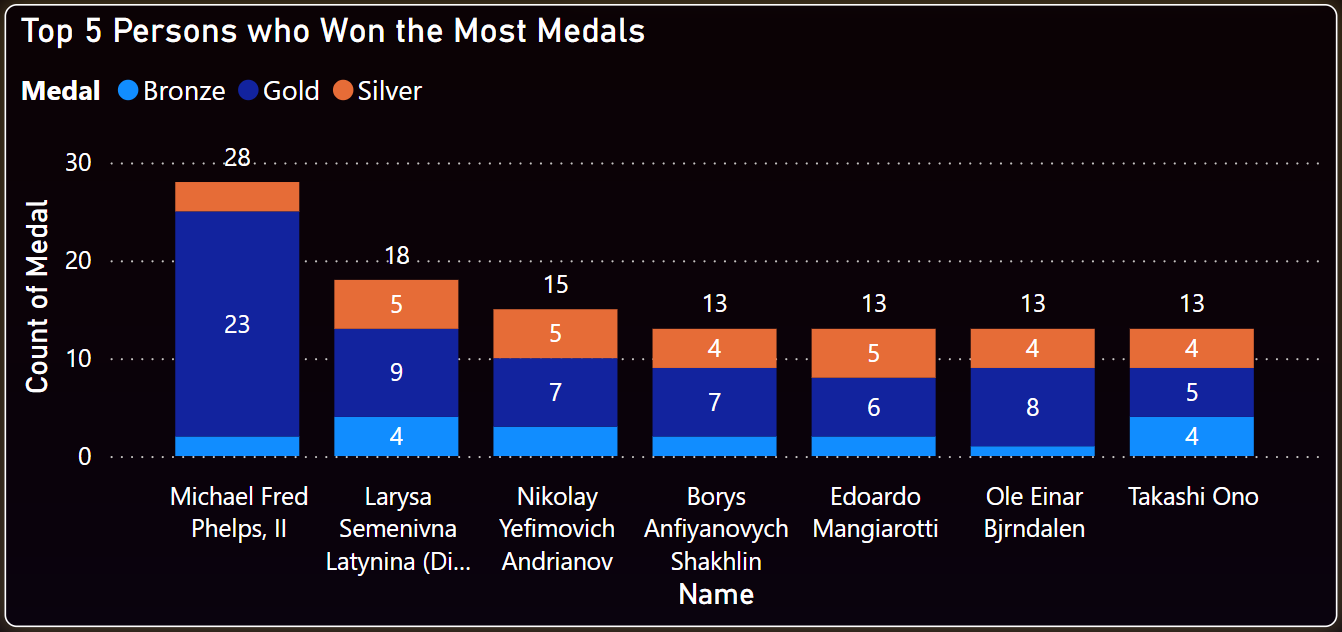 Top 5 Persons who Won the Most Medals
Medal Bronze Gold Silver
Count of Medal
30
20
10
0
28
23
18
5
9
4
15
5
7
13
4
7
13
5
6
13
4
8
13
4
5
4
Michael Fred
Phelps, II
Larysa
Semenivna
Latynina (Di...
Nikolay
Yefimovich
Andrianov
Borys
Anfiyanovych
Shakhlin
Edoardo
Mangiarotti
Ole Einar
Bjrndalen
Takashi Ono
Name